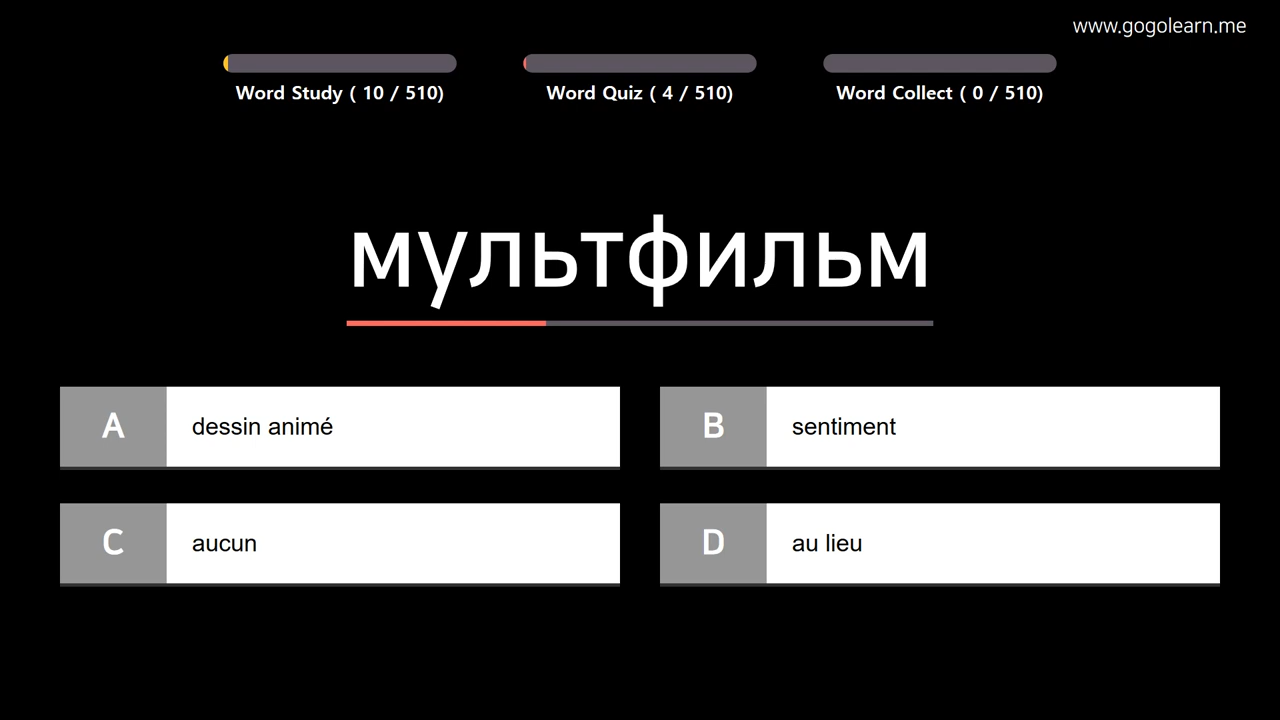 www.gogolearn.me
Word Study ( 10 / 510)
Word Quiz ( 4 / 510)
Word Collect ( 0 / 510)
мультфильм
A dessin animé
B sentiment
C aucun
D au lieu